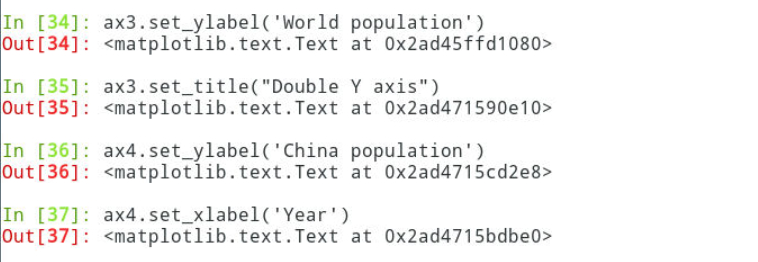 In [34]: ax3.set_ylabel('World population')
Out[34]: <matplotlib.text.Text at 0x2ad45ffd1080>
In [35]: ax3.set_title("Double Y axis")
Out[35]: <matplotlib.text.Text at 0x2ad471590e10>
In [36]: ax4.set_ylabel('China population')
Out[36]: <matplotlib.text.Text at 0x2ad4715cd2e8>
In [37]: ax4.set_xlabel('Year')
Out[37]: <matplotlib.text.Text at 0x2ad4715bdbe0>